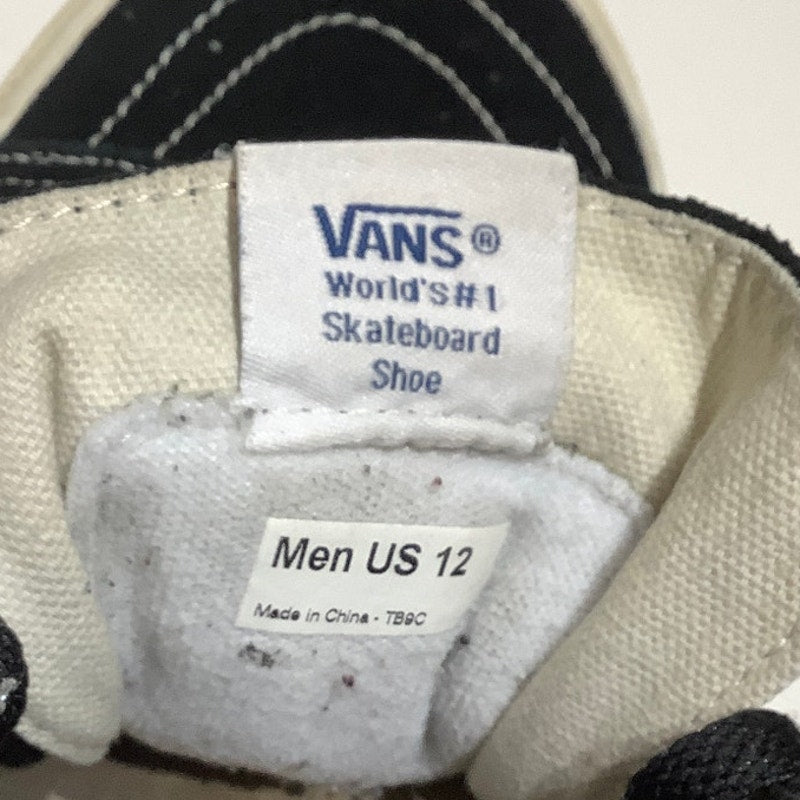 VANS®
World's #1
Skateboard
Shoe
Men US 12
Made in China - TB9C